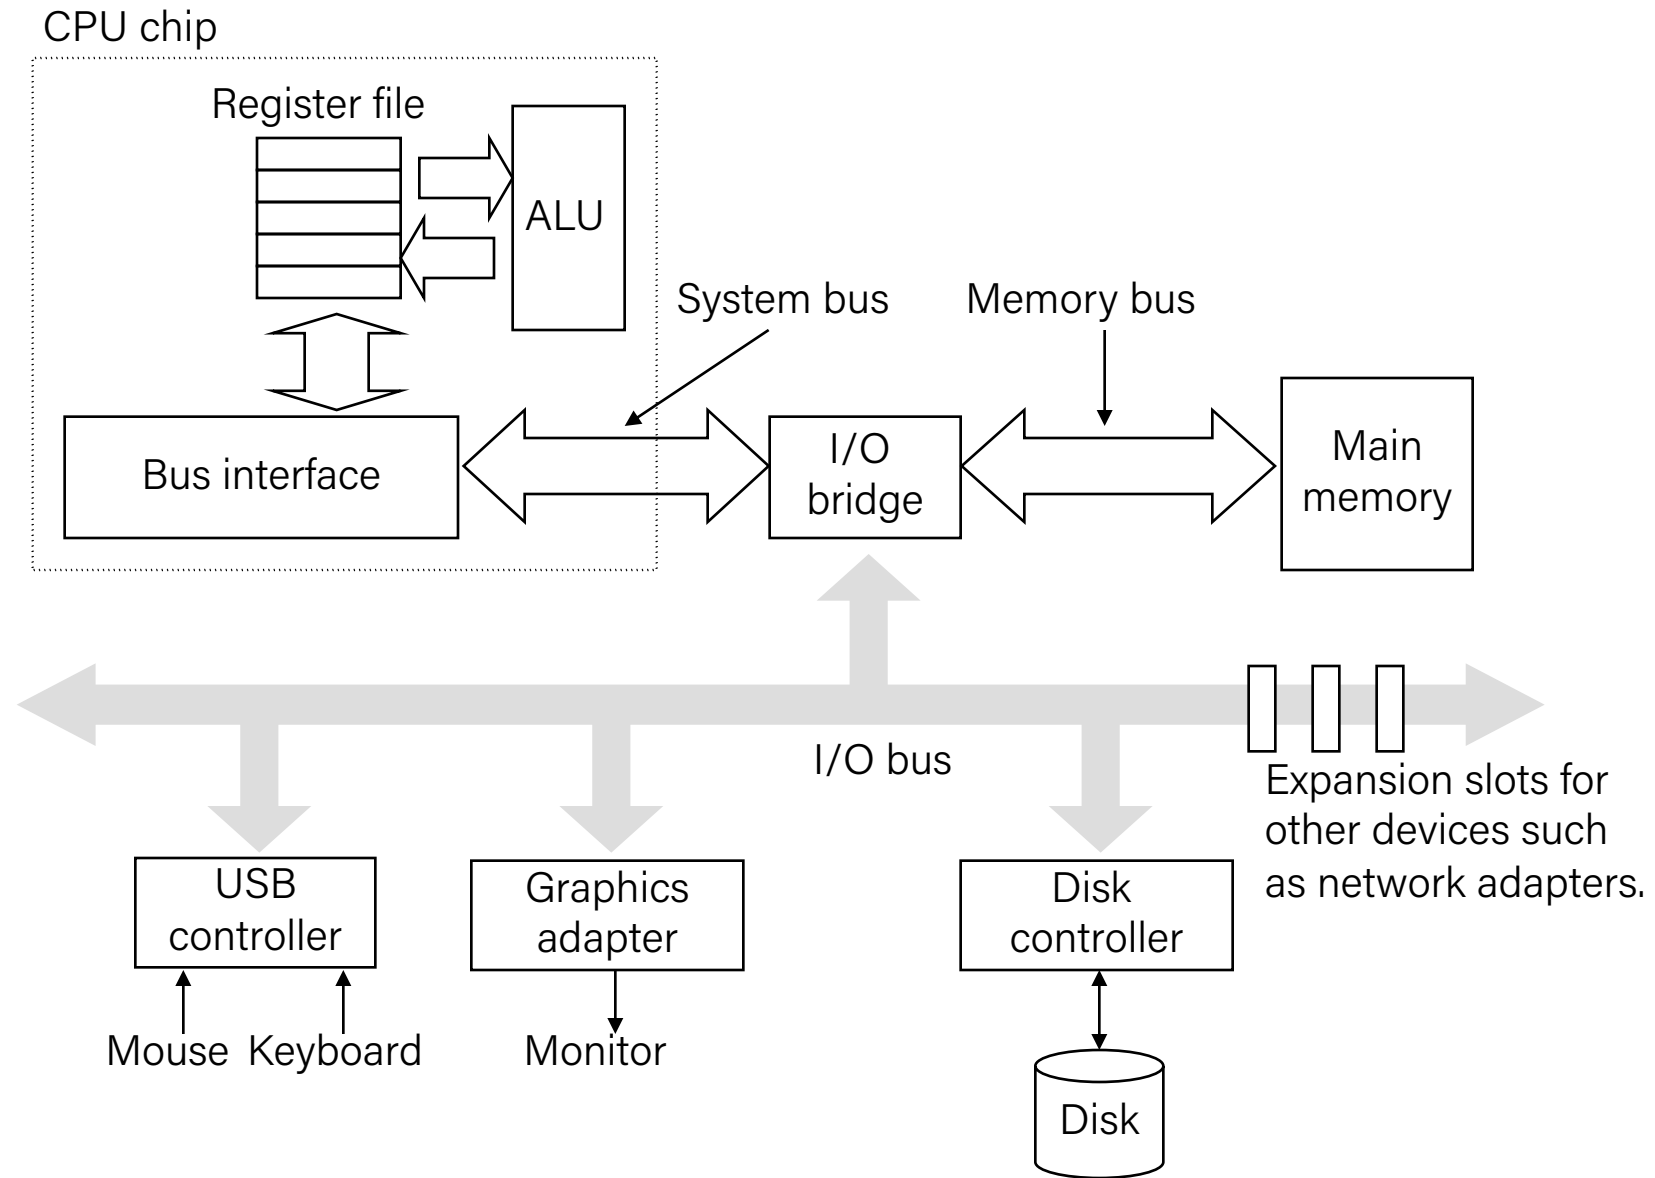 CPU chip
Register file
ALU
System bus
Memory bus
Bus interface
I/O
bridge
Main
memory
I/O bus
Expansion slots for
other devices such
as network adapters.
USB
controller
Graphics
adapter
Disk
controller
Mouse
Keyboard
Monitor
Disk